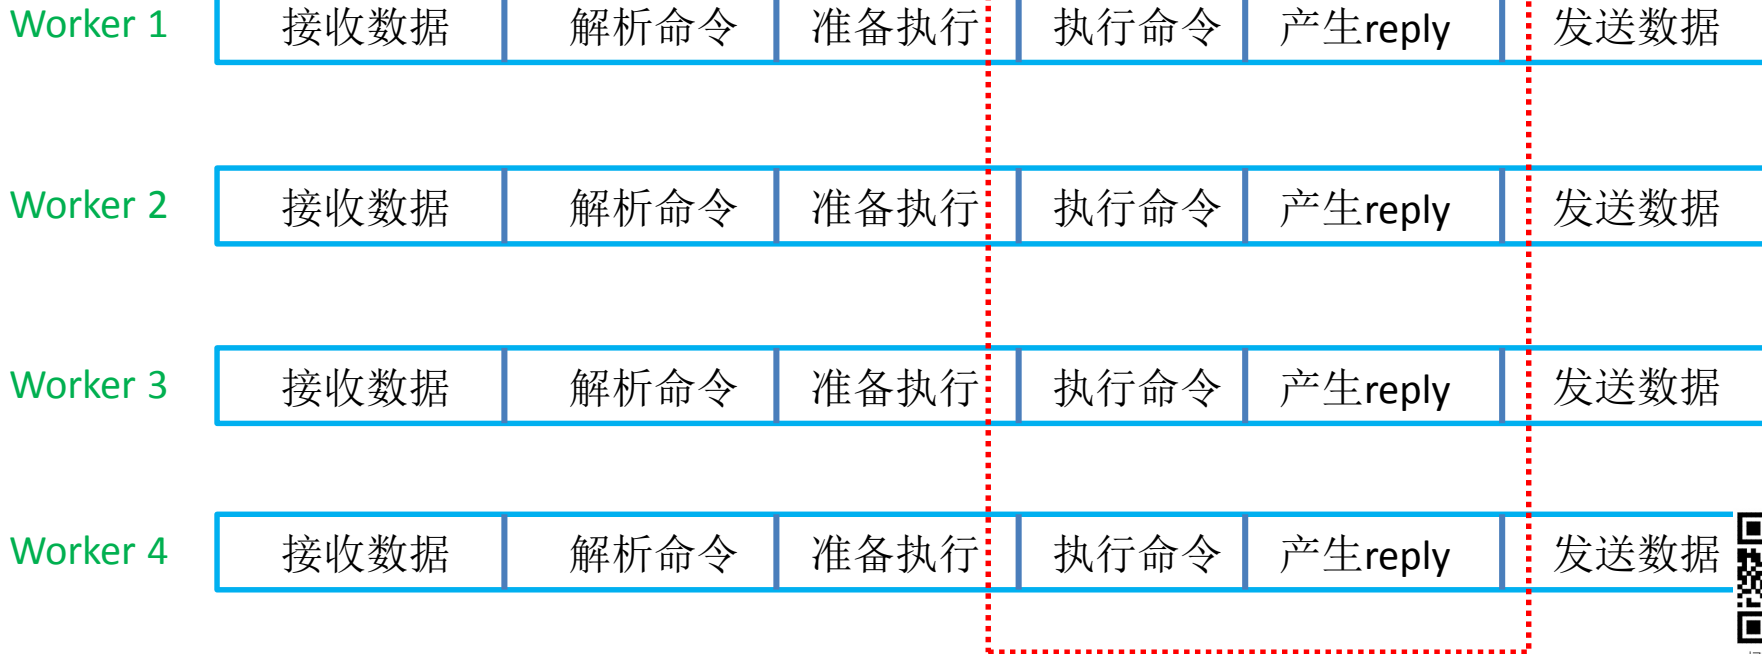 Worker 1 接收数据 解析命令 准备执行 执行命令 产生reply 发送数据
Worker 2 接收数据 解析命令 准备执行 执行命令 产生reply 发送数据
Worker 3 接收数据 解析命令 准备执行 执行命令 产生reply 发送数据
Worker 4 接收数据 解析命令 准备执行 执行命令 产生reply 发送数据